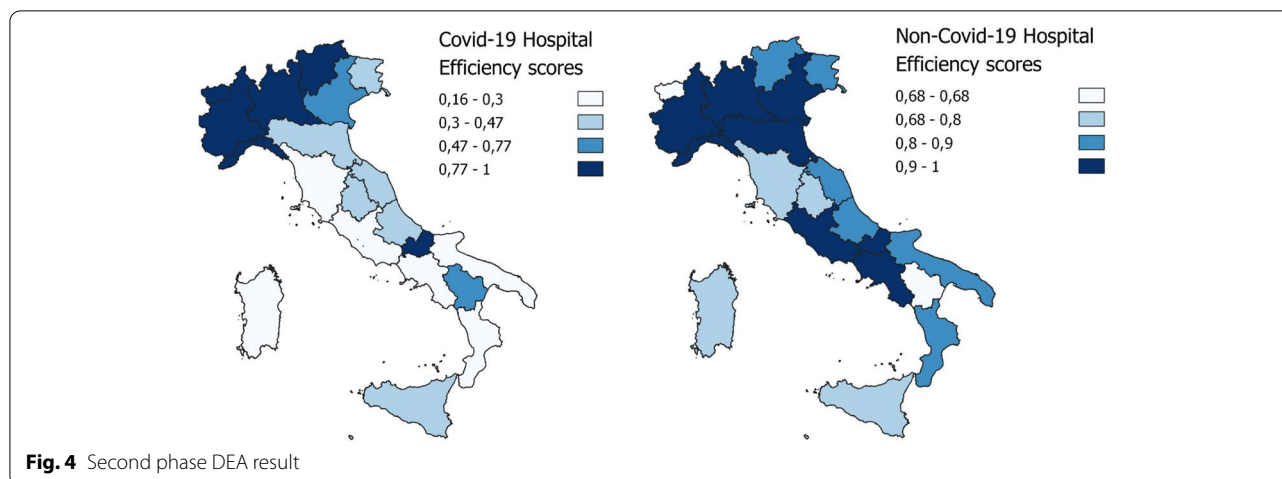 Covid-19 Hospital
Efficiency scores
0,16 - 0,3
0,3 - 0,47
0,47 - 0,77
0,77 - 1
Non-Covid-19 Hospital
Efficiency scores
0,68 - 0,68
0,68 - 0,8
0,8 - 0,9
0,9 - 1
Fig. 4 Second phase DEA result